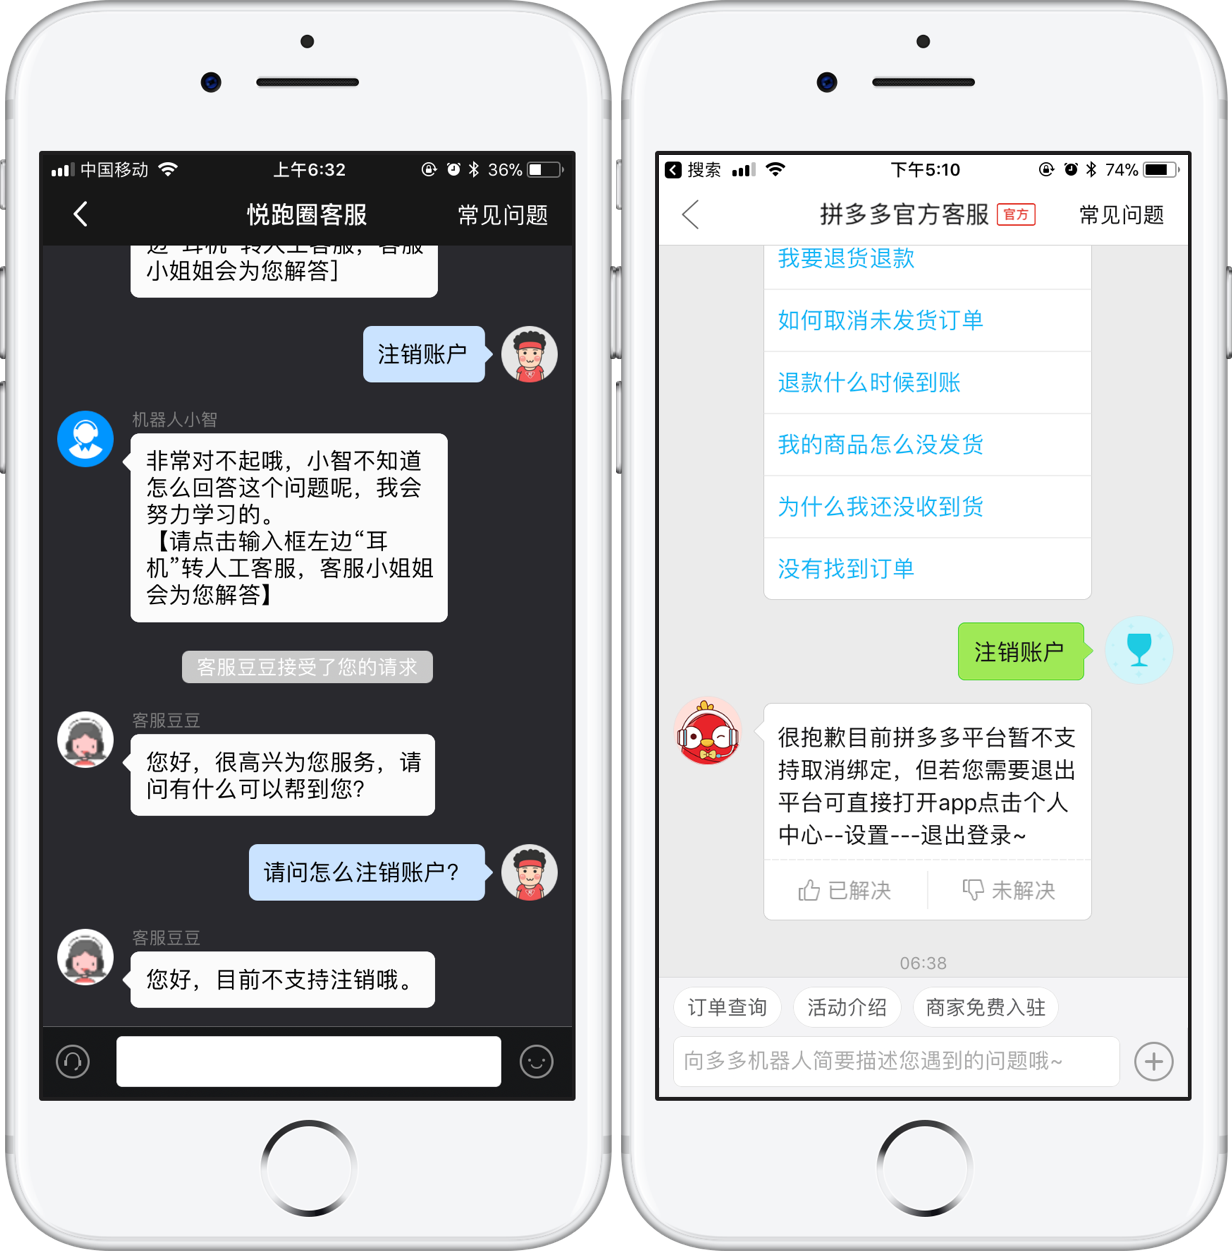 中国移动
上午6:32
36%
悦跑圈客服
常见问题
边“耳机”转人工客服，客服
小姐姐会为您解答]
注销账户
机器人小智
非常对不起哦，小智不知道
怎么回答这个问题呢，我会
努力学习的。
【请点击输入框左边“耳
机”转人工客服，客服小姐姐
会为您解答】
客服豆豆接受了您的请求
客服豆豆
您好，很高兴为您服务，请
问有什么可以帮到您?
请问怎么注销账户?
客服豆豆
您好，目前不支持注销哦。
搜索
下午5:10
74%
拼多多官方客服
官方
常见问题
我要退货退款
如何取消未发货订单
退款什么时候到账
我的商品怎么没发货
为什么我还没收到货
没有找到订单
注销账户
很抱歉目前拼多多平台暂不支
持取消绑定，但若您需要退出
平台可直接打开app点击个人
中心--设置---退出登录~
已解决
未解决
06:38
订单查询
活动介绍
商家免费入驻
向多多机器人简要描述您遇到的问题哦~